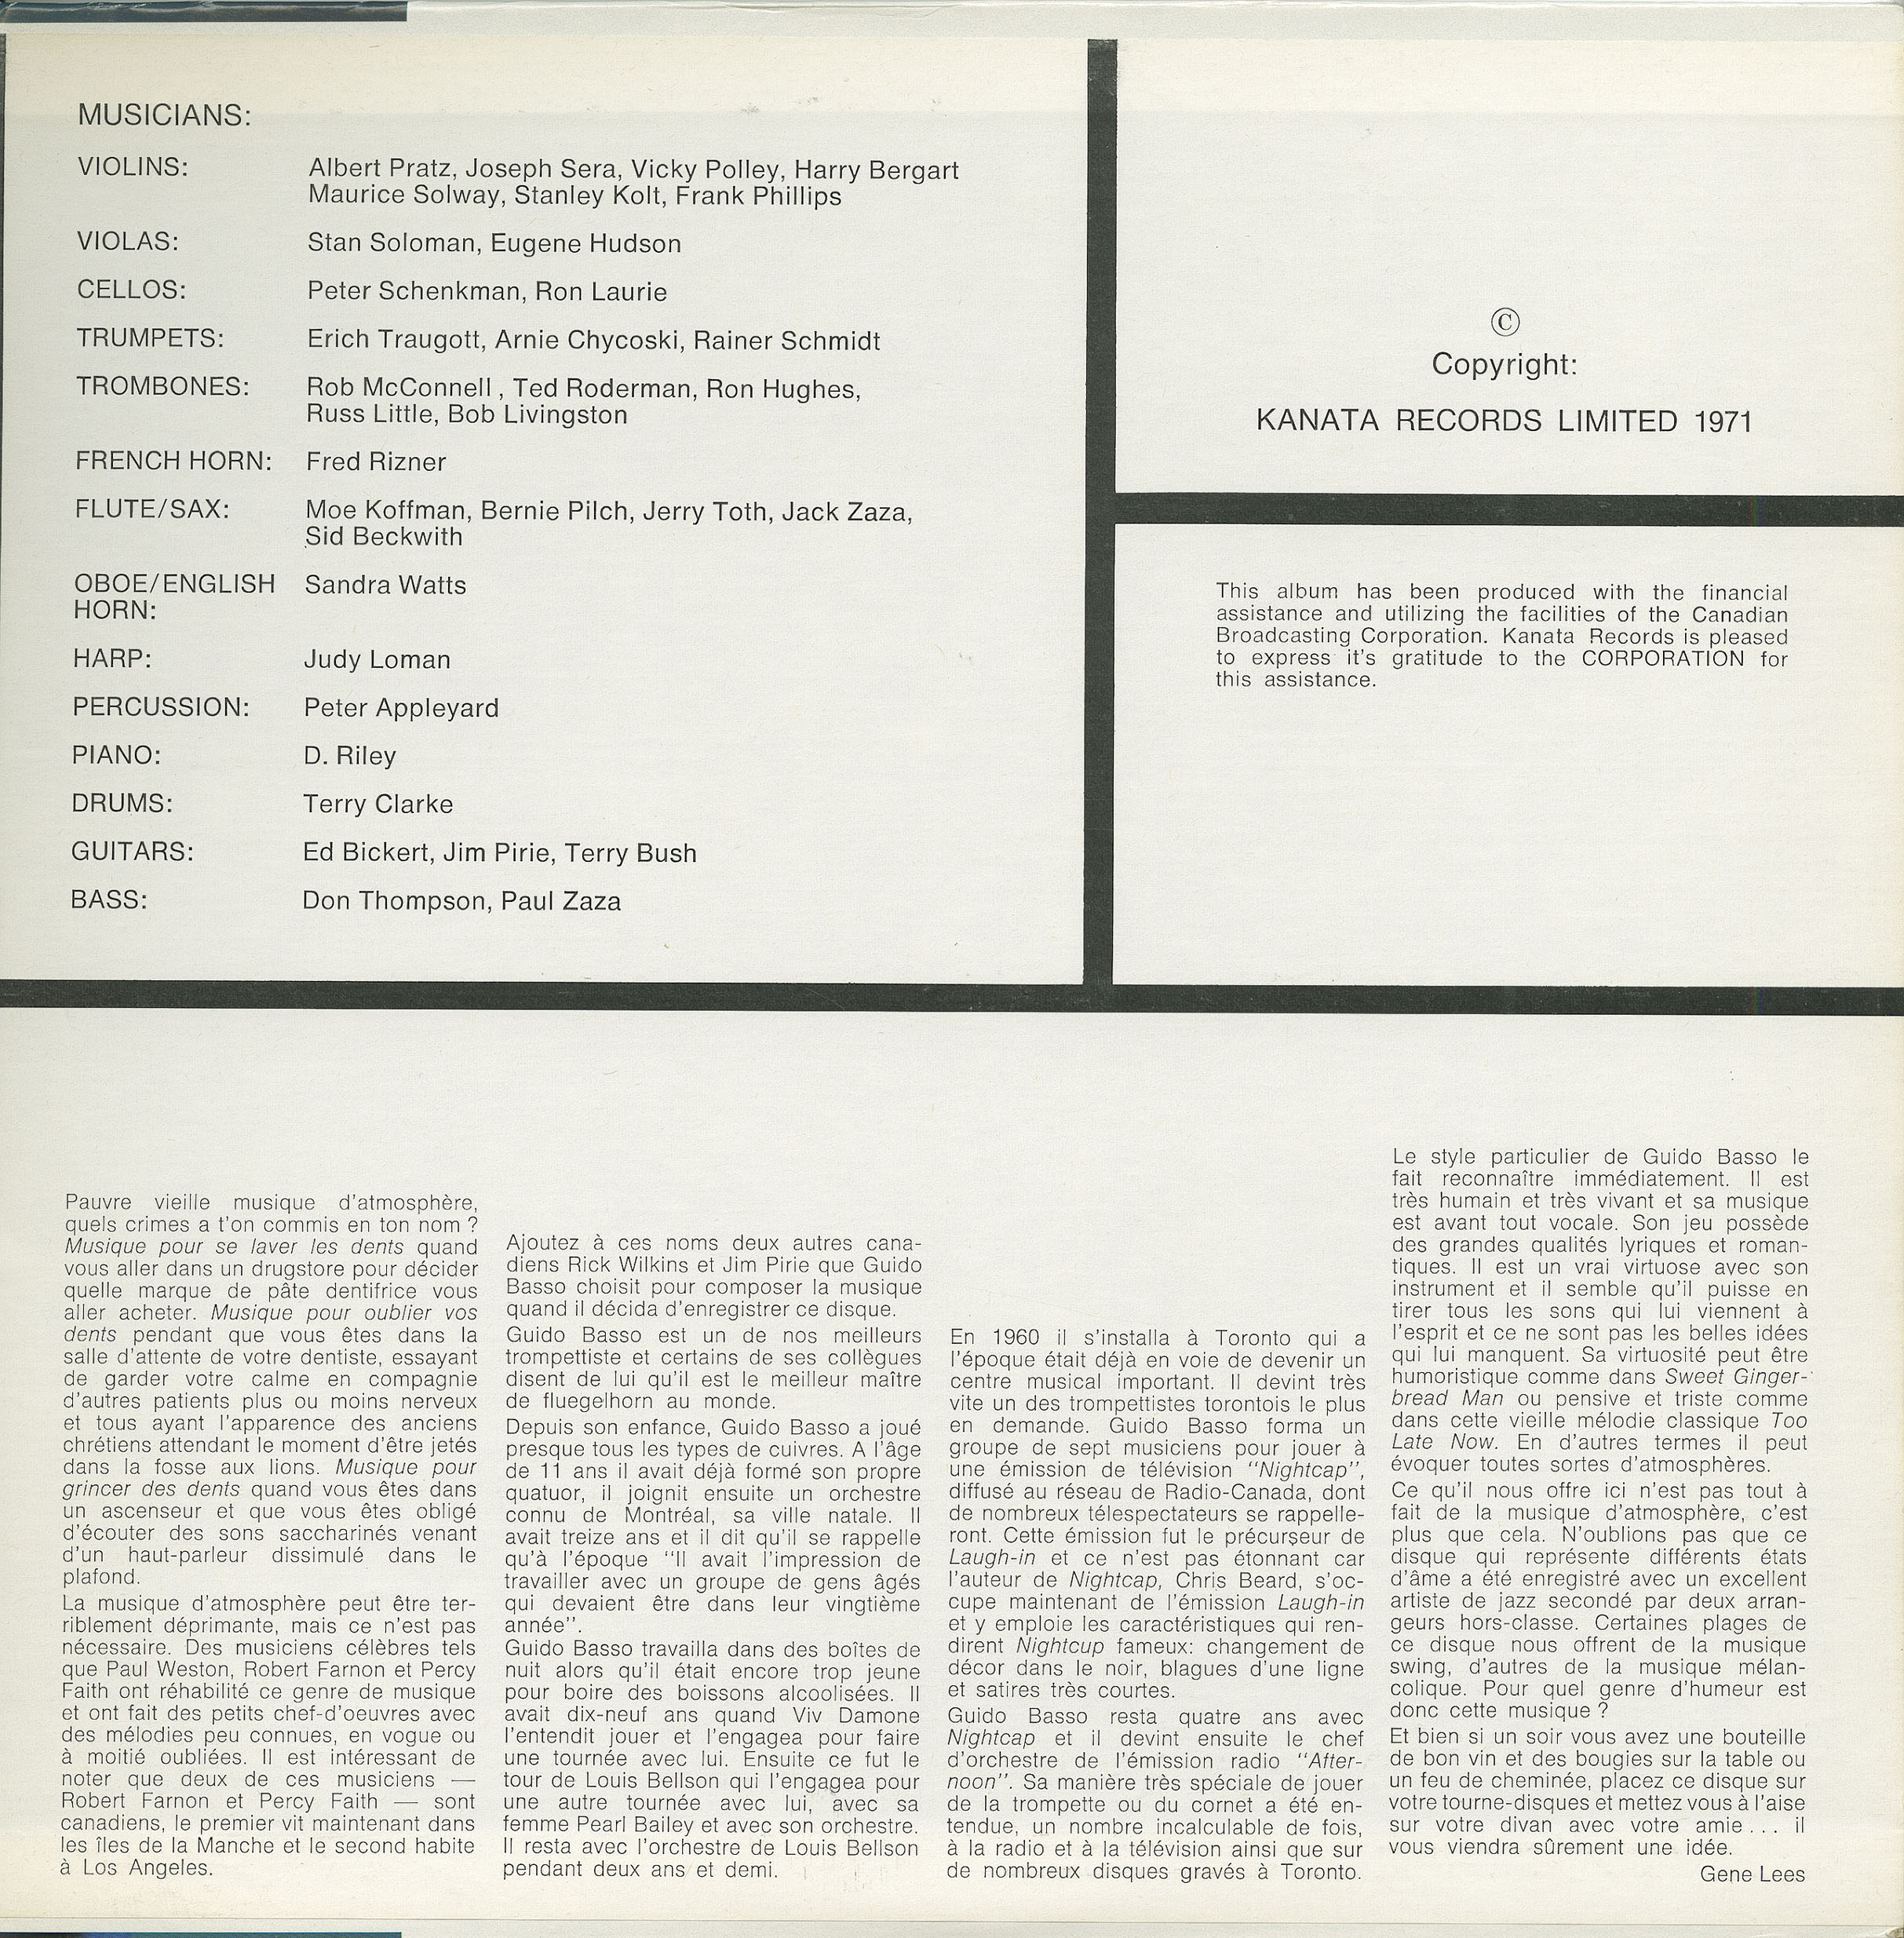 MUSICIANS:
VIOLINS: Albert Pratz, Joseph Sera, Vicky Polley, Harry Bergart
Maurice Solway, Stanley Kolt, Frank Phillips
VIOLAS: Stan Soloman, Eugene Hudson
CELLOS: Peter Schenkman, Ron Laurie
TRUMPETS: Erich Traugott, Arnie Chycoski, Rainer Schmidt
TROMBONES: Rob McConnell , Ted Roderman, Ron Hughes,
Russ Little, Bob Livingston
FRENCH HORN: Fred Rizner
FLUTE/SAX: Moe Koffman, Bernie Pilch, Jerry Toth, Jack Zaza,
Sid Beckwith
OBOE/ENGLISH Sandra Watts
HORN:
HARP: Judy Loman
PERCUSSION: Peter Appleyard
PIANO: D. Riley
DRUMS: Terry Clarke
GUITARS: Ed Bickert, Jim Pirie, Terry Bush
BASS: Don Thompson, Paul Zaza
©
Copyright:
KANATA RECORDS LIMITED 1971
This album has been produced with the financial
assistance and utilizing the facilities of the Canadian
Broadcasting Corporation. Kanata Records is pleased
to express it's gratitude to the CORPORATION for
this assistance.
Pauvre vieille musique d'atmosphère,
quels crimes a t'on commis en ton nom ?
Musique pour se laver les dents quand
vous aller dans un drugstore pour décider
quelle marque de pâte dentifrice vous
aller acheter. Musique pour oublier vos
dents pendant que vous êtes dans la
salle d'attente de votre dentiste, essayant
de garder votre calme en compagnie
d'autres patients plus ou moins nerveux
et tous ayant l'apparence des anciens
chrétiens attendant le moment d'être jetés
dans la fosse aux lions. Musique pour
grincer des dents quand vous êtes dans
un ascenseur et que vous êtes obligé
d'écouter des sons saccharinés venant
d'un haut-parleur dissimulé dans le
plafond.
La musique d'atmosphère peut être ter-
riblement déprimante, mais ce n'est pas
nécessaire. Des musiciens célèbres tels
que Paul Weston, Robert Farnon et Percy
Faith ont réhabilité ce genre de musique
et ont fait des petits chef-d'oeuvres avec
des mélodies peu connues, en vogue ou
à moitié oubliées. Il est intéressant de
noter que deux de ces musiciens —
Robert Farnon et Percy Faith — sont
canadiens, le premier vit maintenant dans
les îles de la Manche et le second habite
à Los Angeles.
Ajoutez à ces noms deux autres cana-
diens Rick Wilkins et Jim Pirie que Guido
Basso choisit pour composer la musique
quand il décida d'enregistrer ce disque.
Guido Basso est un de nos meilleurs
trompettiste et certains de ses collègues
disent de lui qu'il est le meilleur maître
de fluegelhorn au monde.
Depuis son enfance, Guido Basso a joué
presque tous les types de cuivres. A l'âge
de 11 ans il avait déjà formé son propre
quatuor, il joignit ensuite un orchestre
connu de Montréal, sa ville natale. Il
avait treize ans et il dit qu'il se rappelle
qu'à l'époque "Il avait l'impression de
travailler avec un groupe de gens âgés
qui devaient être dans leur vingtième
année".
Guido Basso travailla dans des boîtes de
nuit alors qu'il était encore trop jeune
pour boire des boissons alcoolisées. Il
avait dix-neuf ans quand Viv Damone
l'entendit jouer et l'engagea pour faire
une tournée avec lui. Ensuite ce fut le
tour de Louis Bellson qui l'engagea pour
une autre tournée avec lui, avec sa
femme Pearl Bailey et avec son orchestre.
Il resta avec l'orchestre de Louis Bellson
pendant deux ans et demi.
En 1960 il s'installa à Toronto qui a
l'époque était déjà en voie de devenir un
centre musical important. Il devint très
vite un des trompettistes torontois le plus
en demande. Guido Basso forma un
groupe de sept musiciens pour jouer à
une émission de télévision "Nightcap",
diffusé au réseau de Radio-Canada, dont
de nombreux télespectateurs se rappelle-
ront. Cette émission fut le précurseur de
Laugh-in et ce n'est pas étonnant car
l'auteur de Nightcap, Chris Beard, s'oc-
cupe maintenant de l'émission Laugh-in
et y emploie les caractéristiques qui ren-
dirent Nightcup fameux: changement de
décor dans le noir, blagues d'une ligne
et satires très courtes.
Guido Basso resta quatre ans avec
Nightcap et il devint ensuite le chef
d'orchestre de l'émission radio "After-
noon". Sa manière très spéciale de jouer
de la trompette ou du cornet a été en-
tendue, un nombre incalculable de fois,
à la radio et à la télévision ainsi que sur
de nombreux disques gravés à Toronto.
Le style particulier de Guido Basso le
fait reconnaître immédiatement. Il est
très humain et très vivant et sa musique
est avant tout vocale. Son jeu possède
des grandes qualités lyriques et roman-
tiques. Il est un vrai virtuose avec son
instrument et il semble qu'il puisse en
tirer tous les sons qui lui viennent à
l'esprit et ce ne sont pas les belles idées
qui lui manquent. Sa virtuosité peut être
humoristique comme dans Sweet Ginger-
bread Man ou pensive et triste comme
dans cette vieille mélodie classique Too
Late Now. En d'autres termes il peut
évoquer toutes sortes d'atmosphères.
Ce qu'il nous offre ici n'est pas tout à
fait de la musique d'atmosphère, c'est
plus que cela. N'oublions pas que ce
disque qui représente différents états
d'âme a été enregistré avec un excellent
artiste de jazz secondé par deux arran-
geurs hors-classe. Certaines plages de
ce disque nous offrent de la musique
swing, d'autres de la musique mélan-
colique. Pour quel genre d'humeur est
donc cette musique ?
Et bien si un soir vous avez une bouteille
de bon vin et des bougies sur la table ou
un feu de cheminée, placez ce disque sur
votre tourne-disques et mettez vous à l'aise
sur votre divan avec votre amie . . . il
vous viendra sûrement une idée.
Gene Lees